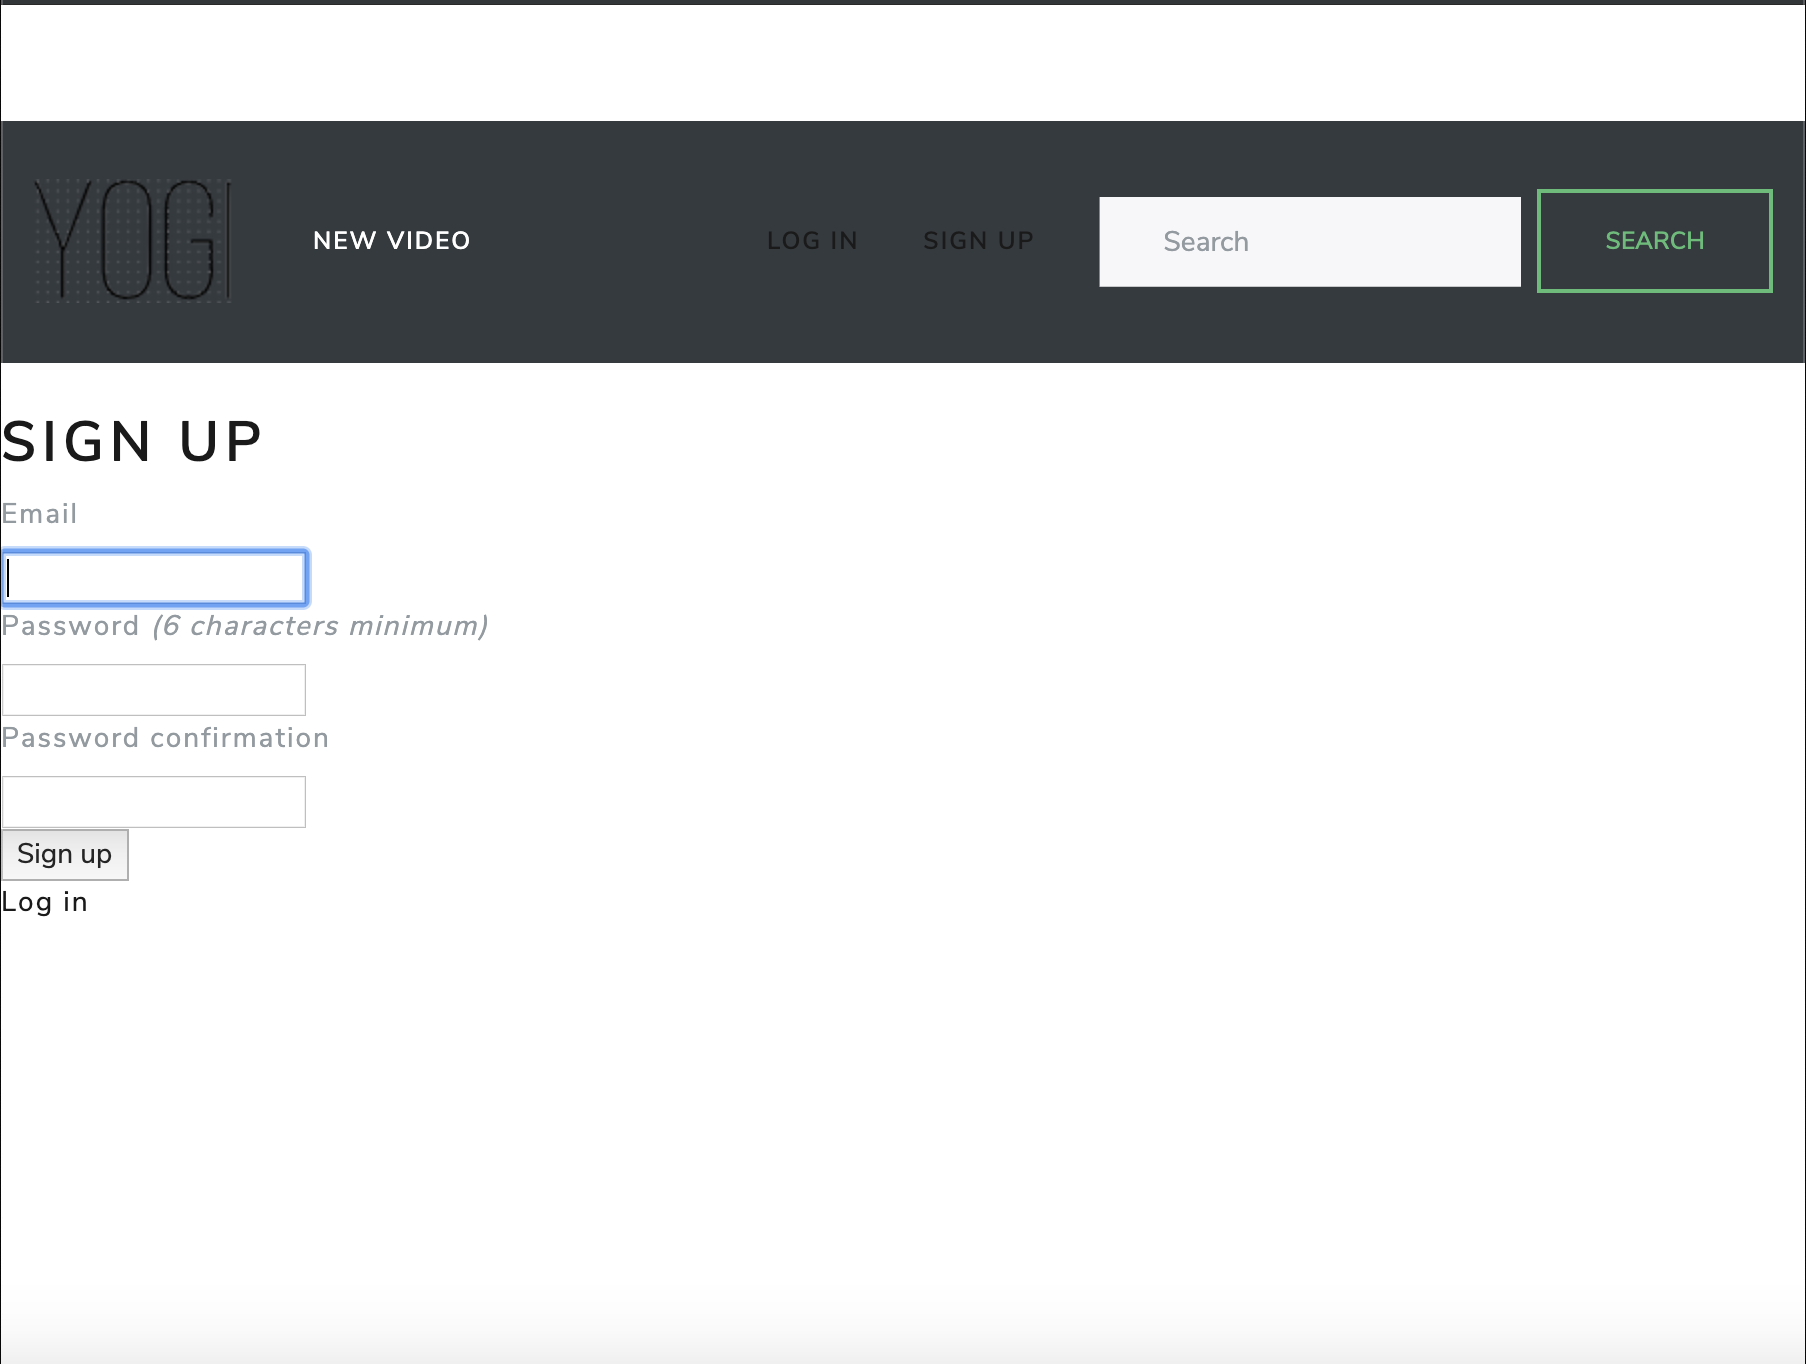 YOGI NEW VIDEO LOG IN SIGN UP Search SEARCH
SIGN UP
Email
Password (6 characters minimum)
Password confirmation
Sign up
Log in